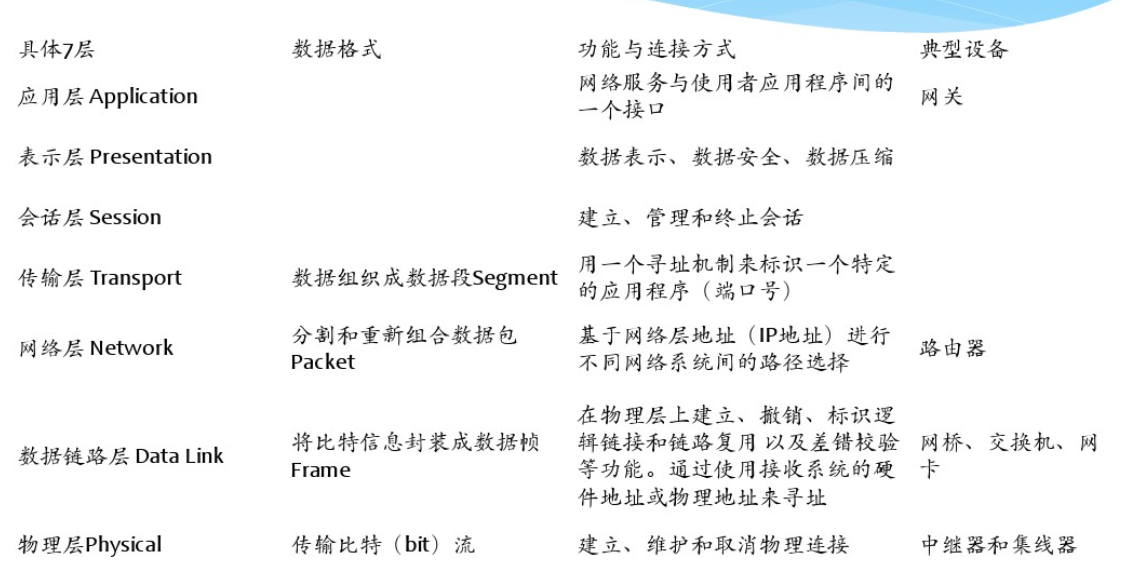 具体7层 数据格式 功能与连接方式 典型设备
应用层 Application 网络服务与使用者应用程序间的一个接口 网关
表示层 Presentation 数据表示、数据安全、数据压缩
会话层 Session 建立、管理和终止会话
传输层 Transport 数据组织成数据段Segment 用一个寻址机制来标识一个特定的应用程序（端口号）
网络层 Network 分割和重新组合数据包Packet 基于网络层地址（IP地址）进行不同网络系统间的路径选择 路由器
数据链路层 Data Link 将比特信息封装成数据帧Frame 在物理层上建立、撤销、标识逻辑链接和链路复用 以及差错校验等功能。通过使用接收系统的硬件地址或物理地址来寻址 网桥、交换机、网卡
物理层Physical 传输比特（bit）流 建立、维护和取消物理连接 中继器和集线器